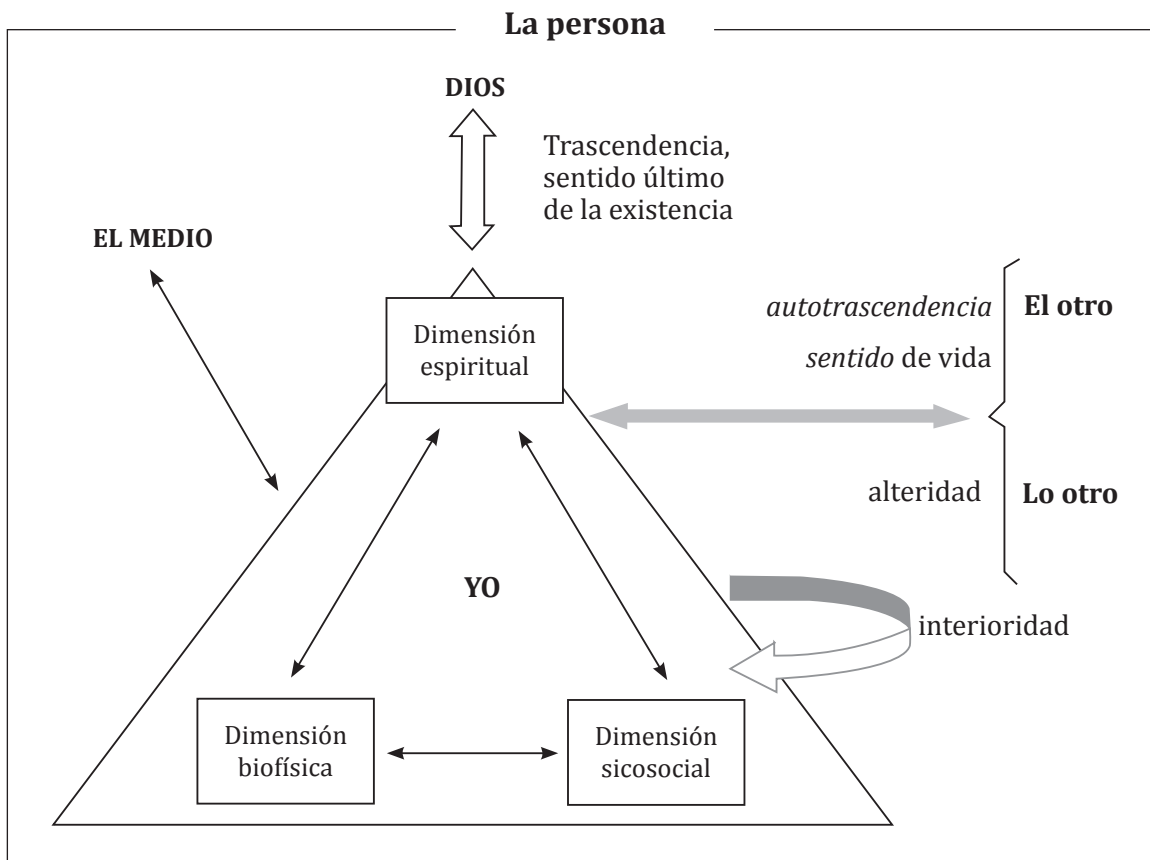 La persona
DIOS
Trascendencia,
sentido último
de la existencia
EL MEDIO
Dimensión
espiritual
autotrascendencia
El otro
sentido de vida
alteridad
Lo otro
YO
interioridad
Dimensión
biofísica
Dimensión
sicosocial